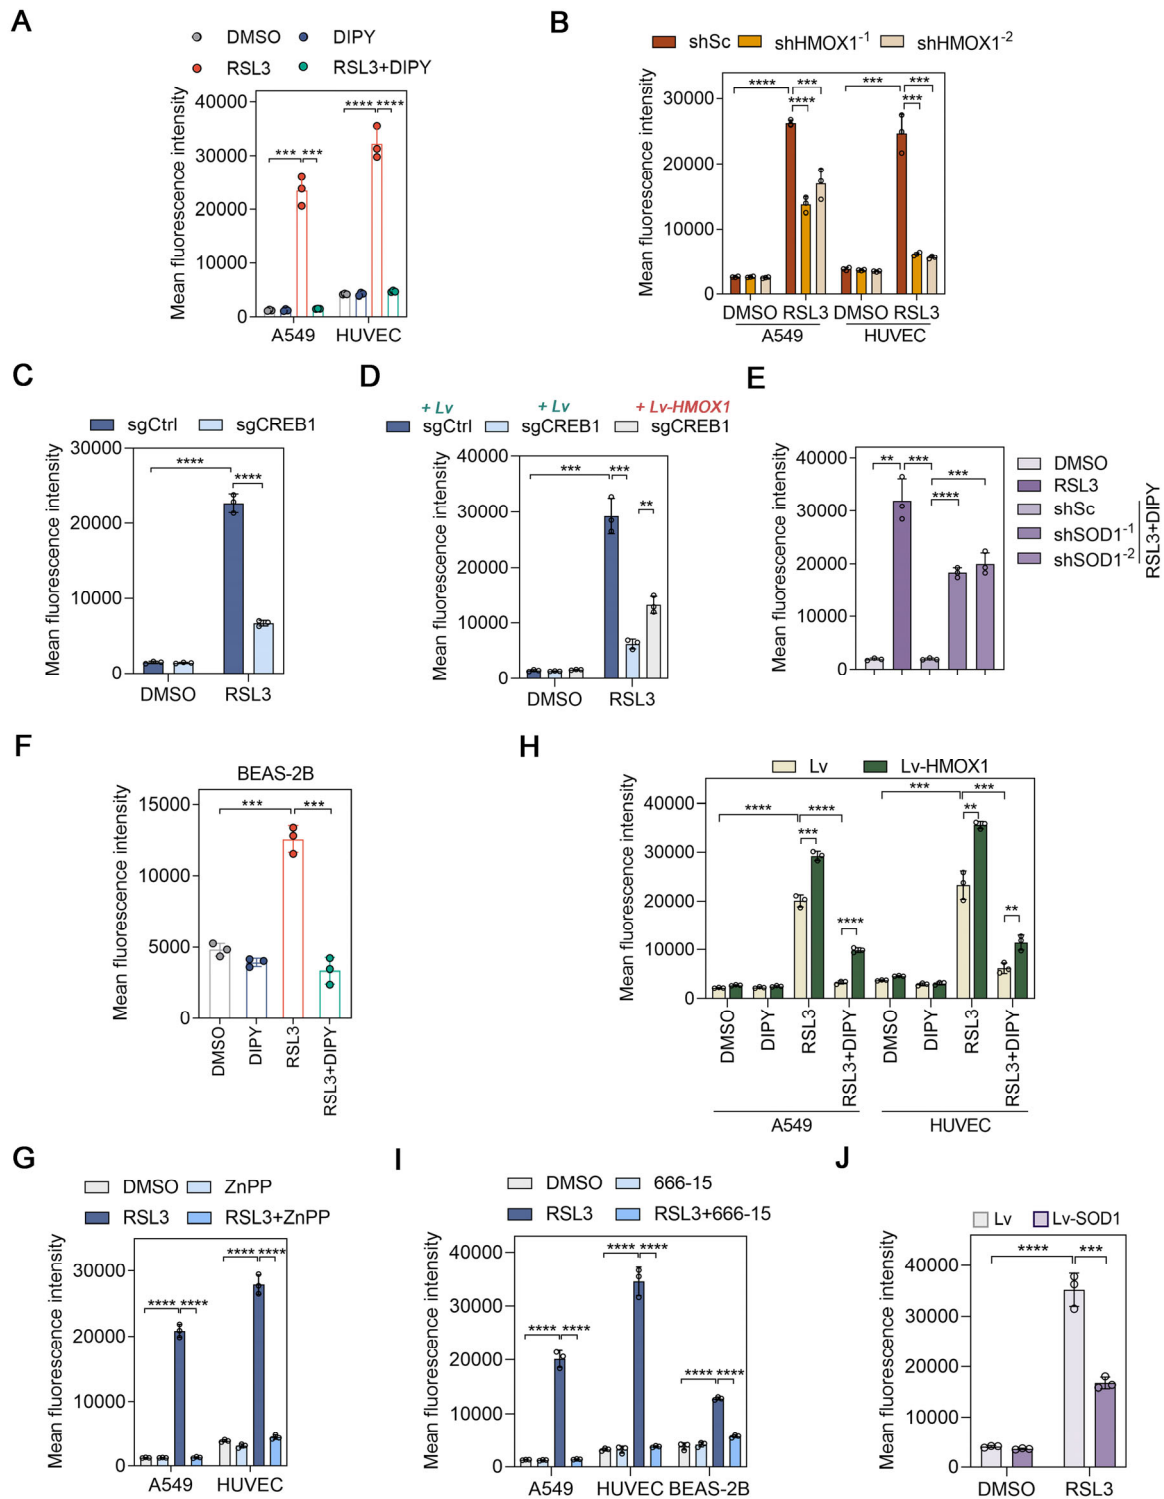 A
DMSO DIPY
RSL3 RSL3+DIPY
Mean fluorescence intensity
40000
30000
20000
10000
0
*** *** **** ****
A549 HUVEC
B
shSc shHMOX1-1 shHMOX1-2
Mean fluorescence intensity
30000
20000
10000
0
**** *** **** *** *** ***
DMSO RSL3 DMSO RSL3
A549 HUVEC
C
sgCtrl sgCREB1
Mean fluorescence intensity
30000
20000
10000
0
**** ****
DMSO RSL3
D
+ Lv + Lv + Lv-HMOX1
sgCtrl sgCREB1 sgCREB1
Mean fluorescence intensity
40000
30000
20000
10000
0
*** *** **
DMSO RSL3
E
Mean fluorescence intensity
40000
30000
20000
10000
0
** *** *** ****
DMSO
RSL3
shSc
shSOD1-1
shSOD1-2
RSL3+DIPY
F
BEAS-2B
Mean fluorescence intensity
15000
10000
5000
0
*** ***
DMSO
DIPY
RSL3
RSL3+DIPY
H
Lv Lv-HMOX1
Mean fluorescence intensity
40000
30000
20000
10000
0
**** **** *** **** *** *** ** **
DMSO
DIPY
RSL3
RSL3+DIPY
DMSO
DIPY
RSL3
RSL3+DIPY
A549 HUVEC
G
DMSO ZnPP
RSL3 RSL3+ZnPP
Mean fluorescence intensity
30000
20000
10000
0
**** **** **** ****
A549 HUVEC
I
DMSO 666-15
RSL3 RSL3+666-15
Mean fluorescence intensity
40000
30000
20000
10000
0
**** **** **** **** **** ****
A549 HUVEC BEAS-2B
J
Lv Lv-SOD1
Mean fluorescence intensity
40000
30000
20000
10000
0
**** ***
DMSO RSL3